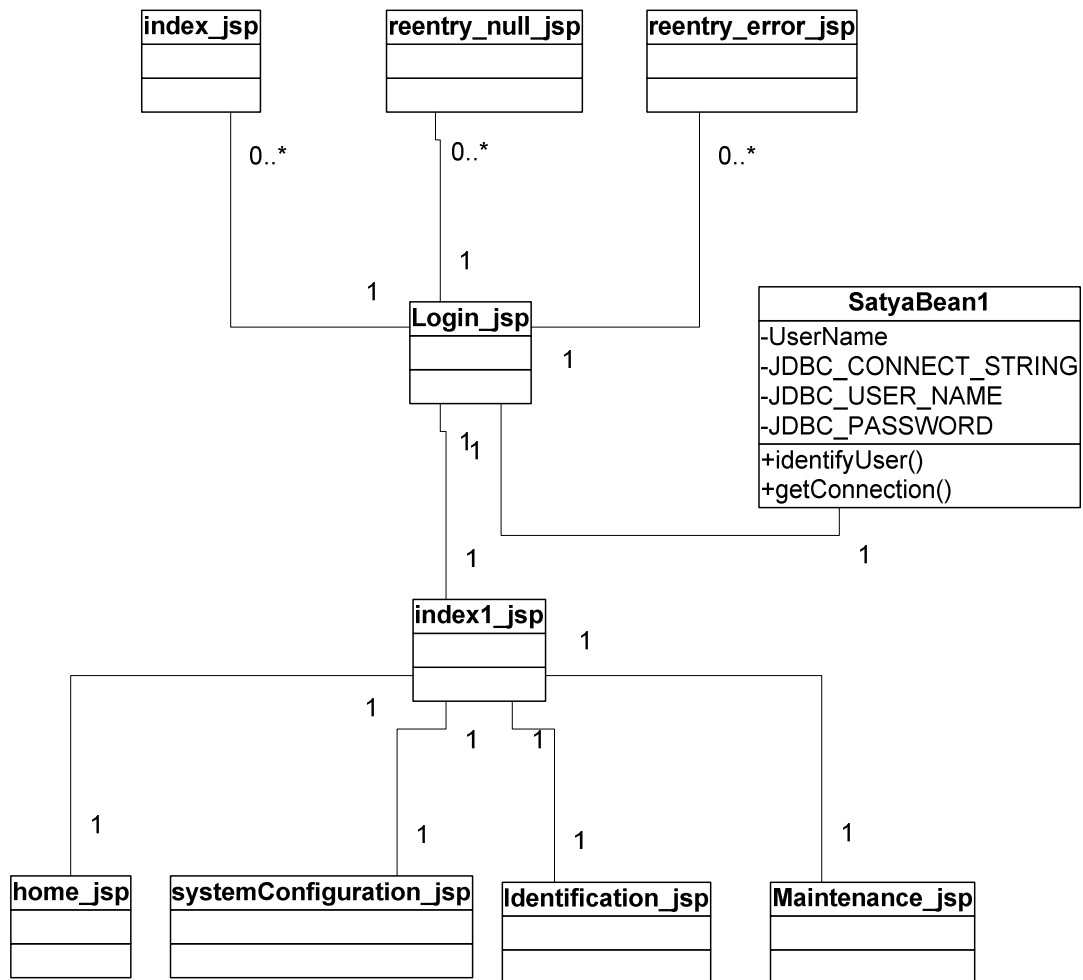 index_jsp
reentry_null_jsp
reentry_error_jsp
0..*
0..*
0..*
1
1
Login_jsp
1
SatyaBean1
-UserName
-JDBC_CONNECT_STRING
-JDBC_USER_NAME
-JDBC_PASSWORD
+identifyUser()
+getConnection()
1
1
1
1
index1_jsp
1
1
1
1
1
1
1
1
home_jsp
systemConfiguration_jsp
Identification_jsp
Maintenance_jsp